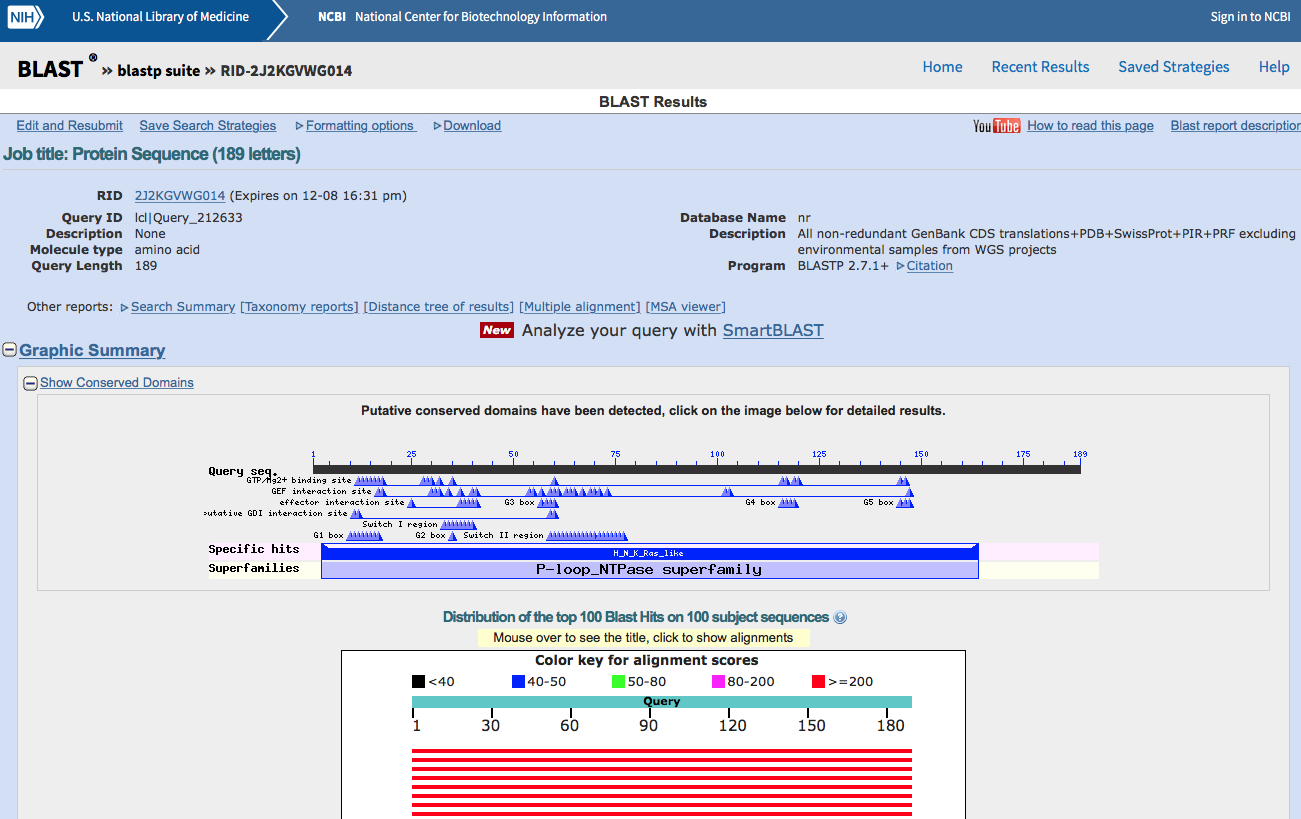 NIH U.S. National Library of Medicine NCBI National Center for Biotechnology Information Sign in to NCBI
BLAST ® » blastp suite » RID-2J2KGVWG014 Home Recent Results Saved Strategies Help
BLAST Results
Edit and Resubmit Save Search Strategies Formatting options Download YouTube How to read this page Blast report description
Job title: Protein Sequence (189 letters)
RID 2J2KGVWG014 (Expires on 12-08 16:31 pm)
Query ID lcl|Query_212633 Database Name nr
Description None Description All non-redundant GenBank CDS translations+PDB+SwissProt+PIR+PRF excluding
Molecule type amino acid environmental samples from WGS projects
Query Length 189 Program BLASTP 2.7.1+ Citation
Other reports: Search Summary [Taxonomy reports] [Distance tree of results] [Multiple alignment] [MSA viewer]
New Analyze your query with SmartBLAST
Graphic Summary
Show Conserved Domains
Putative conserved domains have been detected, click on the image below for detailed results.
1 25 50 75 100 125 150 175 189
Query seq.
GTP/Mg2+ binding site
GEF interaction site
effector interaction site G3 box G4 box G5 box
putative GDI interaction site
Switch I region
G1 box G2 box Switch II region
Specific hits H_N_K_Ras_like
Superfamilies P-loop_NTPase superfamily
Distribution of the top 100 Blast Hits on 100 subject sequences
Mouse over to see the title, click to show alignments
Color key for alignment scores
<40 40-50 50-80 80-200 >=200
Query
1 30 60 90 120 150 180